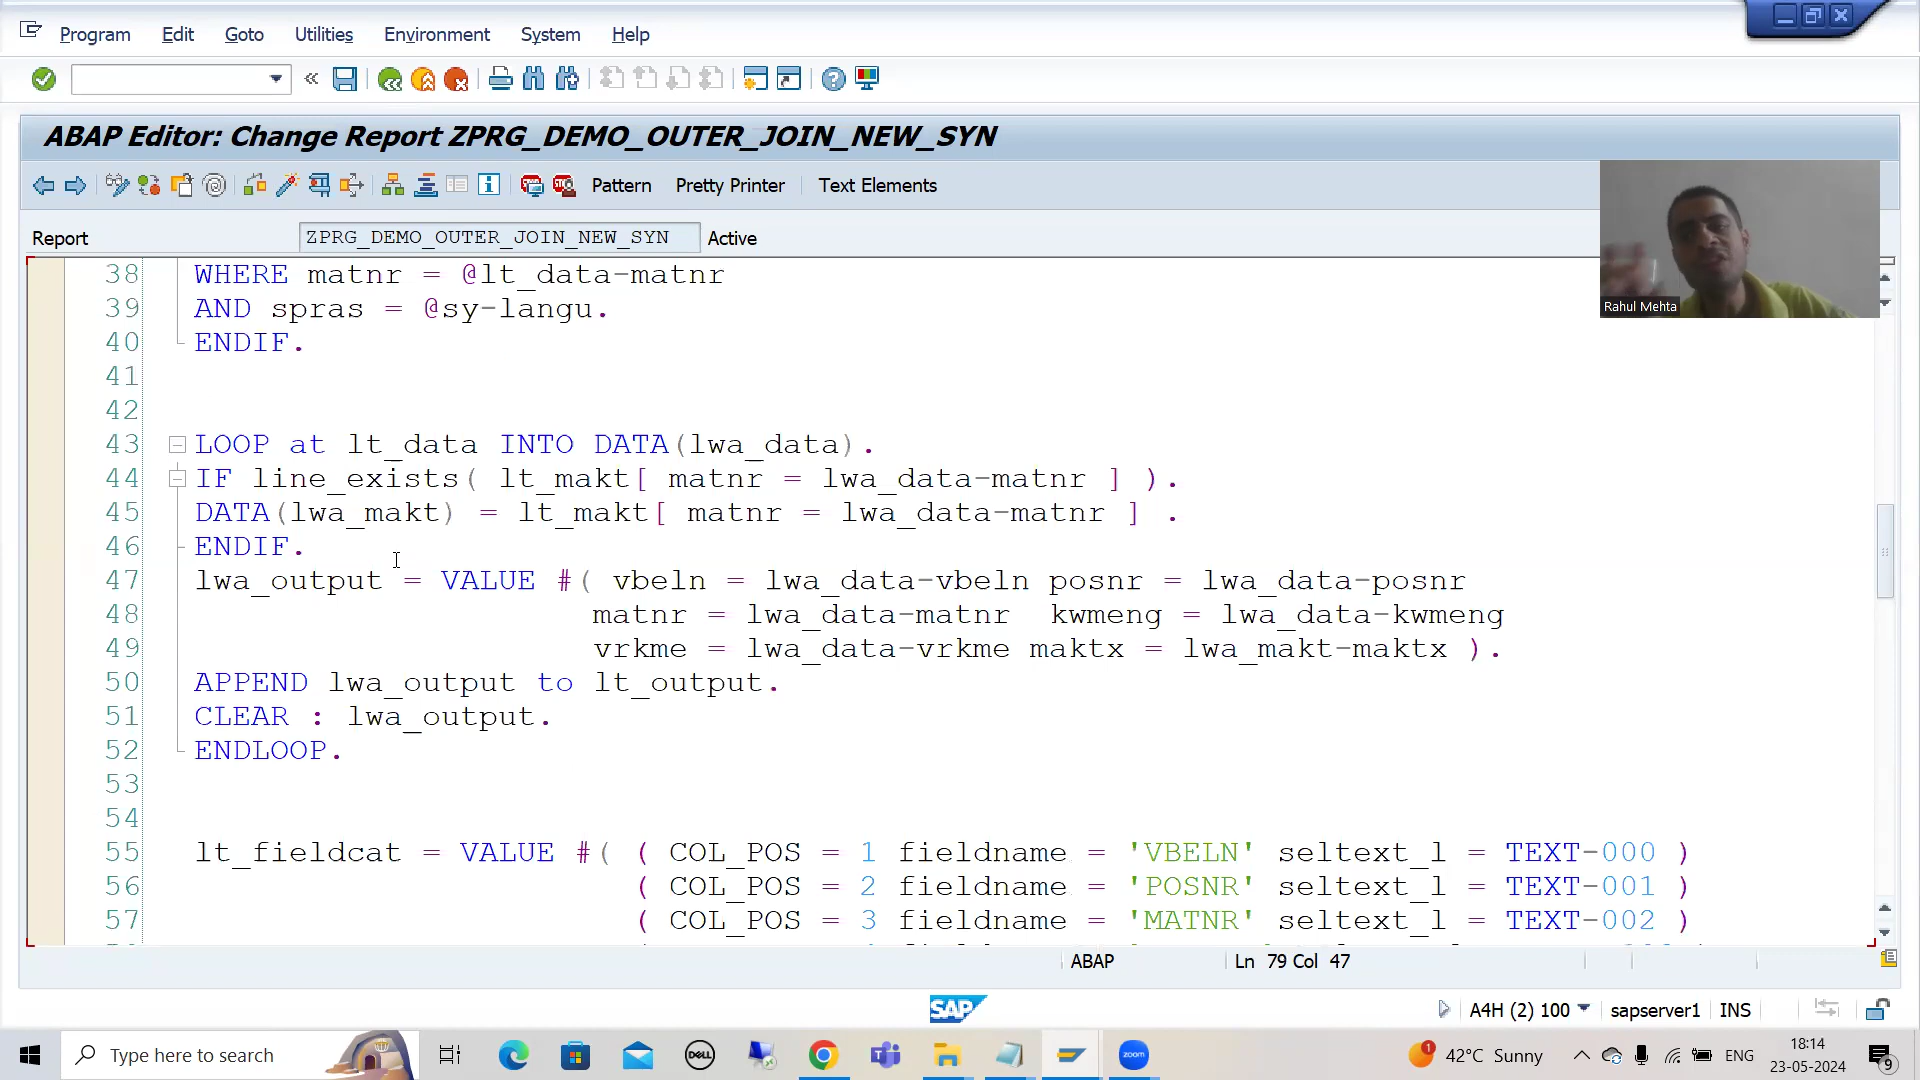 Program Edit Goto Utilities Environment System Help
ABAP Editor: Change Report ZPRG_DEMO_OUTER_JOIN_NEW_SYN
Pattern Pretty Printer Text Elements
Report ZPRG_DEMO_OUTER_JOIN_NEW_SYN Active
Rahul Mehta
38 WHERE matnr = @lt_data-matnr
39 AND spras = @sy-langu.
40 ENDIF.
41
42
43 LOOP at lt_data INTO DATA(lwa_data).
44 IF line_exists( lt_makt[ matnr = lwa_data-matnr ] ).
45 DATA(lwa_makt) = lt_makt[ matnr = lwa_data-matnr ] .
46 ENDIF.
47 lwa_output = VALUE #( vbeln = lwa_data-vbeln posnr = lwa_data-posnr
48 matnr = lwa_data-matnr kwmeng = lwa_data-kwmeng
49 vrkme = lwa_data-vrkme maktx = lwa_makt-maktx ).
50 APPEND lwa_output to lt_output.
51 CLEAR : lwa_output.
52 ENDLOOP.
53
54
55 lt_fieldcat = VALUE #( ( COL_POS = 1 fieldname = 'VBELN' seltext_l = TEXT-000 )
56 ( COL_POS = 2 fieldname = 'POSNR' seltext_l = TEXT-001 )
57 ( COL_POS = 3 fieldname = 'MATNR' seltext_l = TEXT-002 )
ABAP Ln 79 Col 47
SAP
A4H (2) 100 sapserver1 INS
Type here to search
DELL
zoom
1
42°C Sunny
ENG
18:14
23-05-2024
9